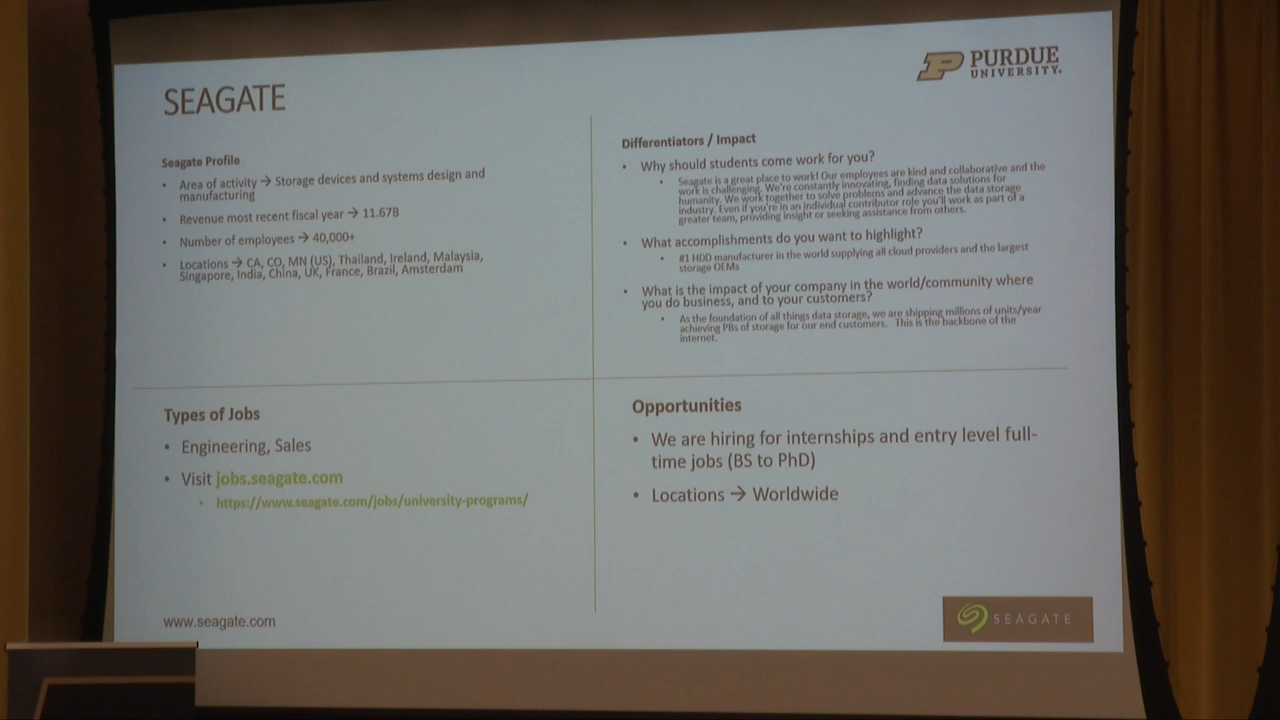 SEAGATE
PURDUE
UNIVERSITY.
Seagate Profile
• Area of activity → Storage devices and systems design and
manufacturing
• Revenue most recent fiscal year → 11.67B
• Number of employees → 40,000+
• Locations → CA, CO, MN (US), Thailand, Ireland, Malaysia,
Singapore, India, China, UK, France, Brazil, Amsterdam
Differentiators / Impact
• Why should students come work for you?
• Seagate is a great place to work! Our employees are kind and collaborative and the
work is challenging. We're constantly innovating, finding data solutions for
humanity. We work together to solve problems and advance the data storage
industry. Even if you're in an individual contributor role you'll work as part of a
greater team, providing insight or seeking assistance from others.
• What accomplishments do you want to highlight?
• #1 HDD manufacturer in the world supplying all cloud providers and the largest
storage OEMs
• What is the impact of your company in the world/community where
you do business, and to your customers?
• As the foundation of all things data storage, we are shipping millions of units/year
achieving PBs of storage for our end customers. This is the backbone of the
internet.
Types of Jobs
• Engineering, Sales
• Visit jobs.seagate.com
• https://www.seagate.com/jobs/university-programs/
Opportunities
• We are hiring for internships and entry level full-
time jobs (BS to PhD)
• Locations → Worldwide
www.seagate.com
SEAGATE